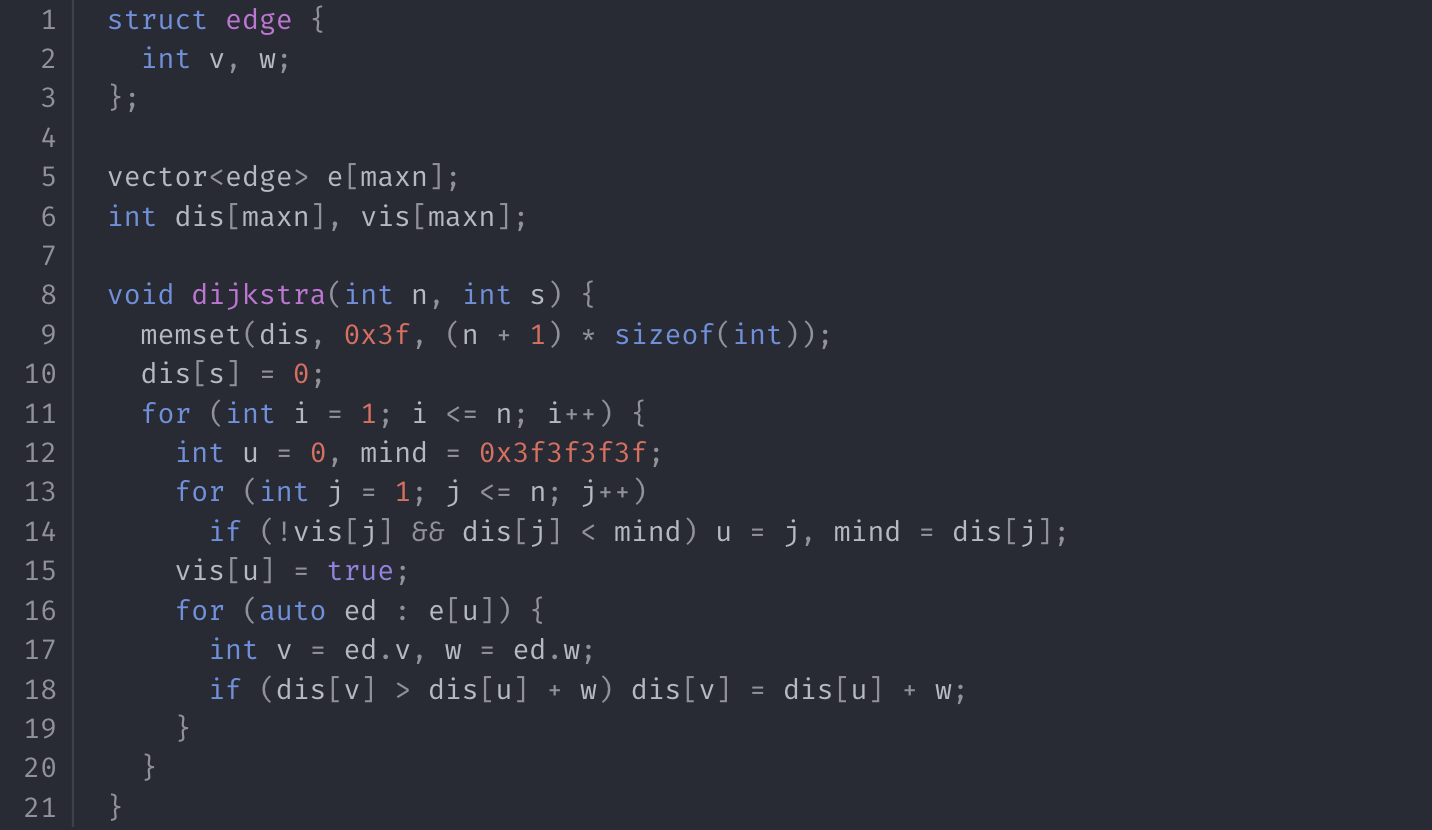 1 struct edge {
2   int v, w;
3 };
4
5 vector<edge> e[maxn];
6 int dis[maxn], vis[maxn];
7
8 void dijkstra(int n, int s) {
9   memset(dis, 0x3f, (n + 1) * sizeof(int));
10   dis[s] = 0;
11   for (int i = 1; i <= n; i++) {
12     int u = 0, mind = 0x3f3f3f3f;
13     for (int j = 1; j <= n; j++)
14       if (!vis[j] && dis[j] < mind) u = j, mind = dis[j];
15     vis[u] = true;
16     for (auto ed : e[u]) {
17       int v = ed.v, w = ed.w;
18       if (dis[v] > dis[u] + w) dis[v] = dis[u] + w;
19     }
20   }
21 }